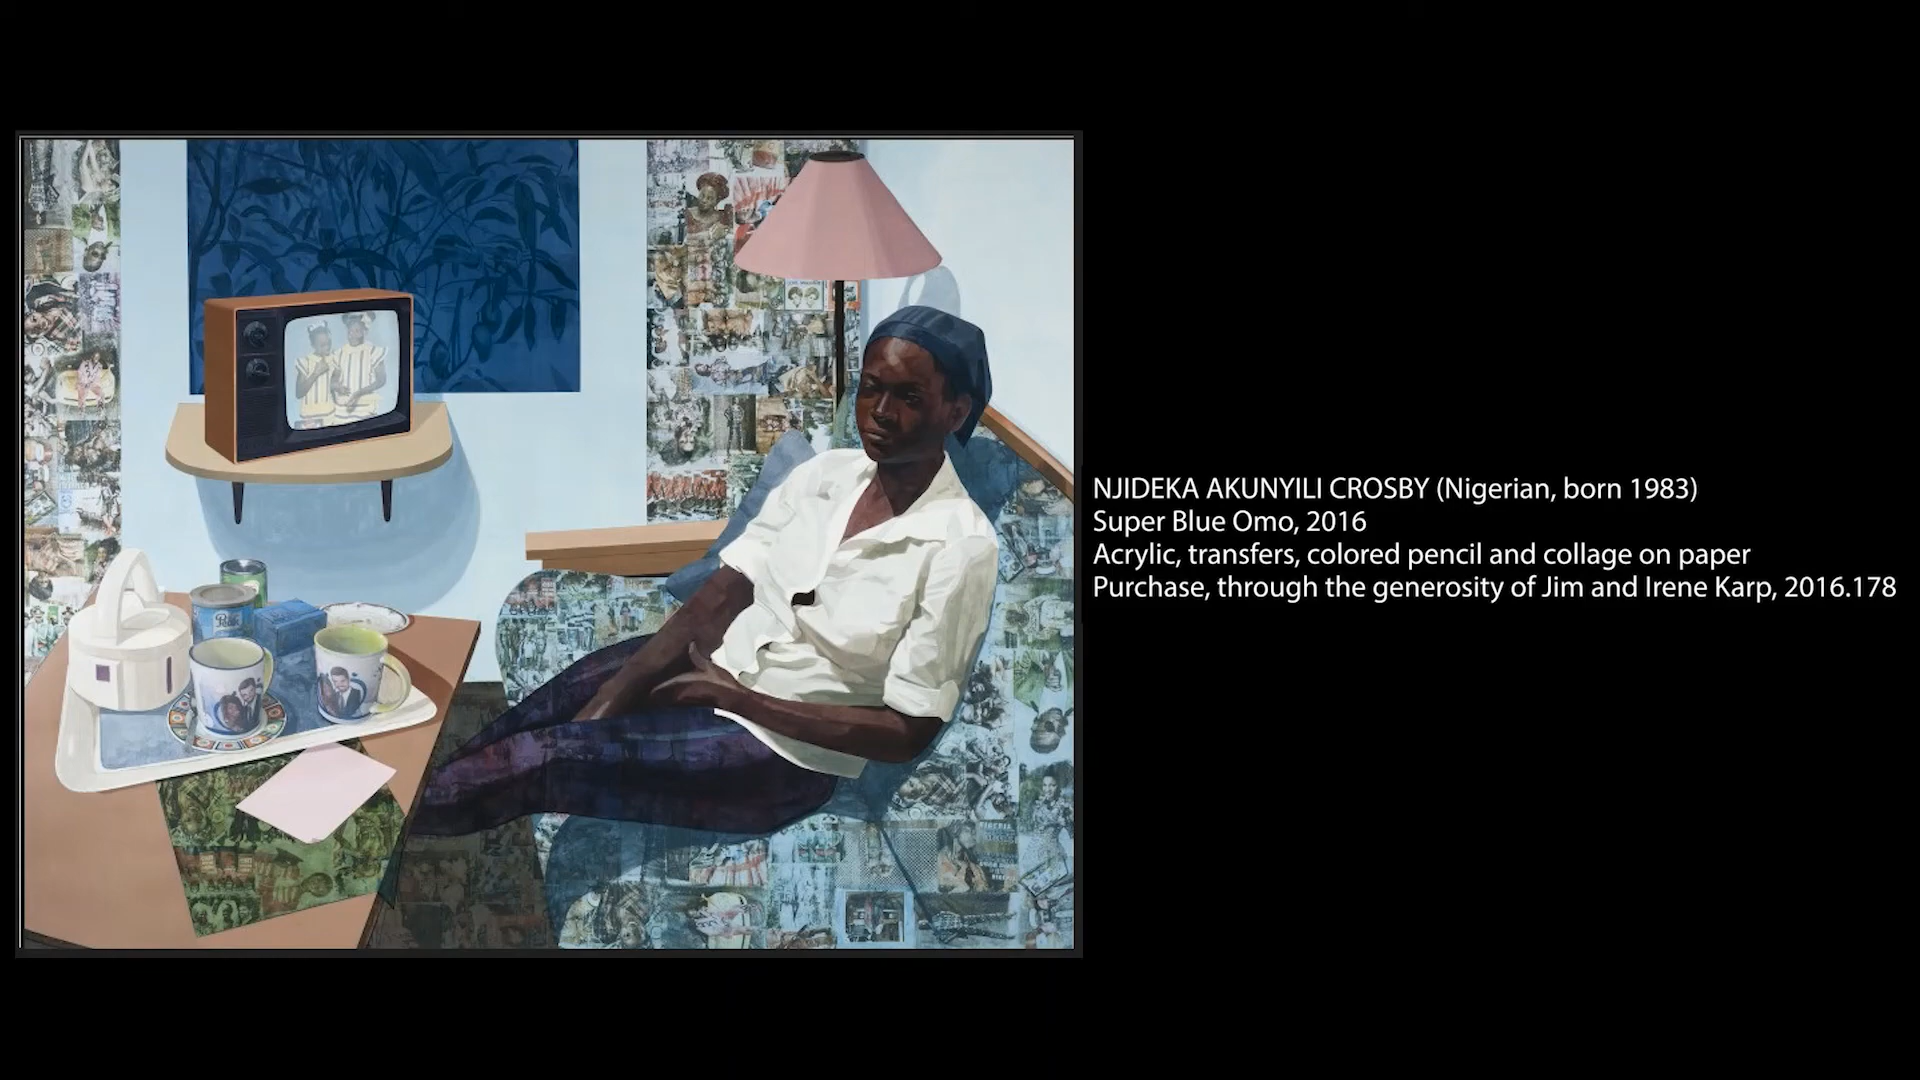 NJIDEKA AKUNYILI CROSBY (Nigerian, born 1983)
Super Blue Omo, 2016
Acrylic, transfers, colored pencil and collage on paper
Purchase, through the generosity of Jim and Irene Karp, 2016.178